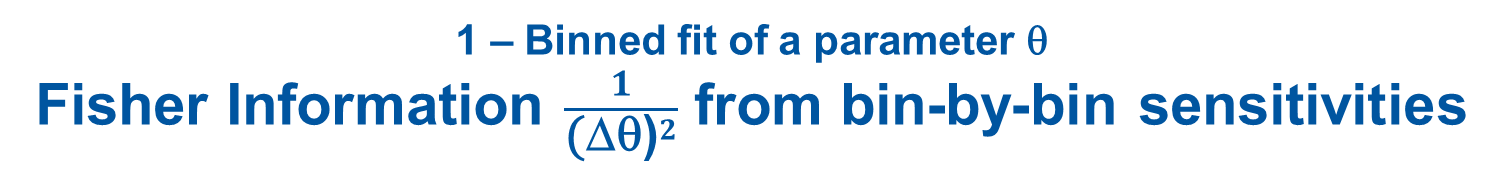 1 – Binned fit of a parameter θ
Fisher Information 1/(Δθ)² from bin-by-bin sensitivities